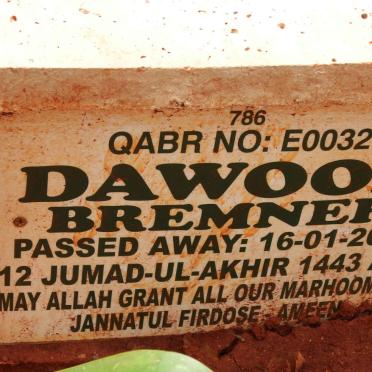 786
QABR NO: E0032
DAWOO
BREMNER
PASSED AWAY: 16-01-20
12 JUMAD-UL-AKHIR 1443 A
MAY ALLAH GRANT ALL OUR MARHOOM
JANNATUL FIRDOSE - AMEEN